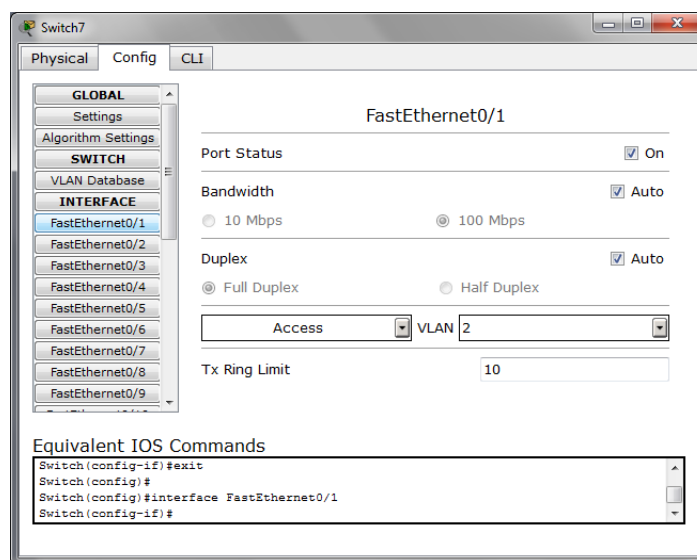 Switch7
Physical Config CLI
GLOBAL
Settings
Algorithm Settings
SWITCH
VLAN Database
INTERFACE
FastEthernet0/1
FastEthernet0/2
FastEthernet0/3
FastEthernet0/4
FastEthernet0/5
FastEthernet0/6
FastEthernet0/7
FastEthernet0/8
FastEthernet0/9
FastEthernet0/1
Port Status On
Bandwidth Auto
10 Mbps 100 Mbps
Duplex Auto
Full Duplex Half Duplex
Access VLAN 2
Tx Ring Limit 10
Equivalent IOS Commands
Switch(config-if)#exit
Switch(config)#
Switch(config)#interface FastEthernet0/1
Switch(config-if)#